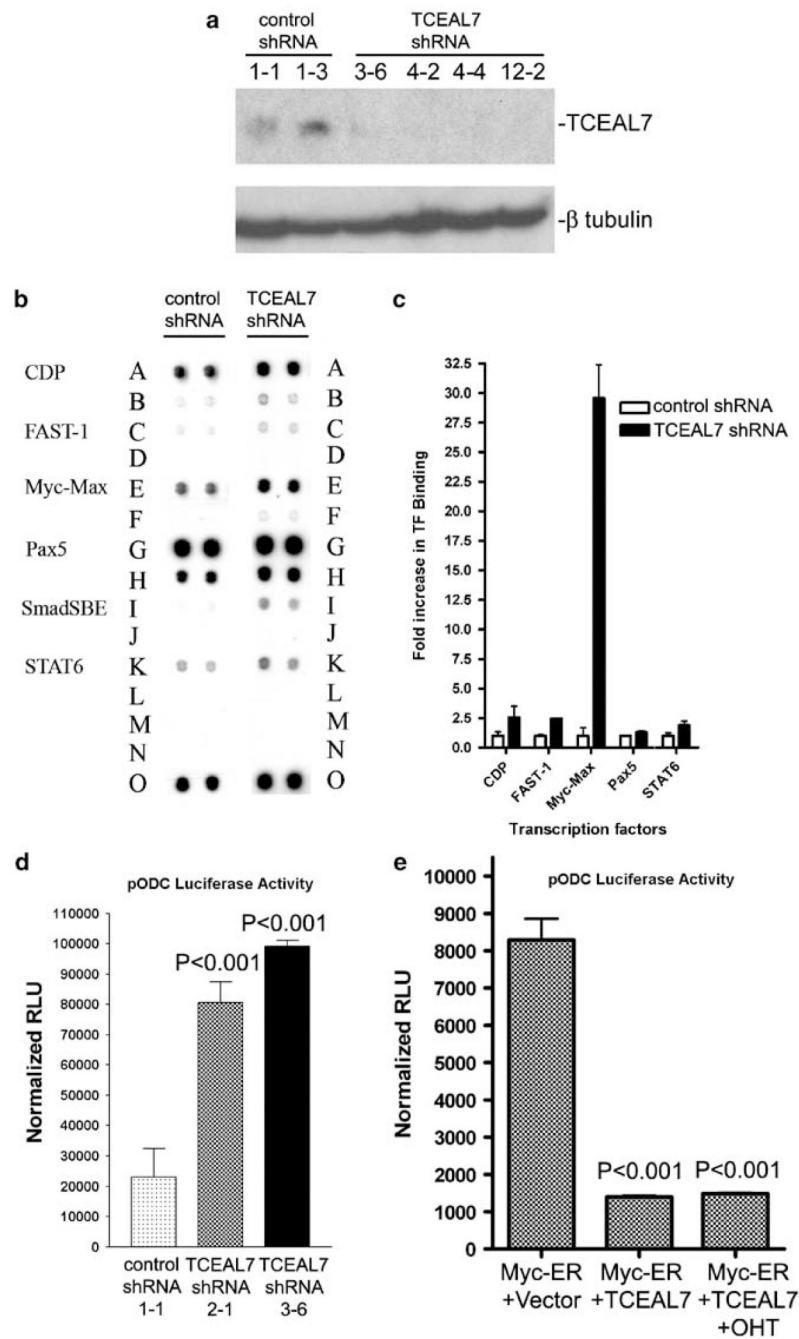 a
control
shRNA
TCEAL7
shRNA
1-1 1-3 3-6 4-2 4-4 12-2
-TCEAL7
-β tubulin
b
control
shRNA
TCEAL7
shRNA
CDP A A
B B
FAST-1 C C
D D
Myc-Max E E
F F
Pax5 G G
H H
SmadSBE I I
J J
STAT6 K K
L L
M M
N N
O O
c
Fold increase in TF Binding
32.5
30.0
27.5
25.0
22.5
20.0
17.5
15.0
12.5
10.0
7.5
5.0
2.5
0.0
control shRNA
TCEAL7 shRNA
CDP
FAST-1
Myc-Max
Pax5
STAT6
Transcription factors
d
pODC Luciferase Activity
Normalized RLU
110000
100000
90000
80000
70000
60000
50000
40000
30000
20000
10000
0
P<0.001
P<0.001
control
shRNA
1-1
TCEAL7
shRNA
2-1
TCEAL7
shRNA
3-6
e
pODC Luciferase Activity
Normalized RLU
10000
9000
8000
7000
6000
5000
4000
3000
2000
1000
0
P<0.001
P<0.001
Myc-ER
+Vector
Myc-ER
+TCEAL7
Myc-ER
+TCEAL7
+OHT